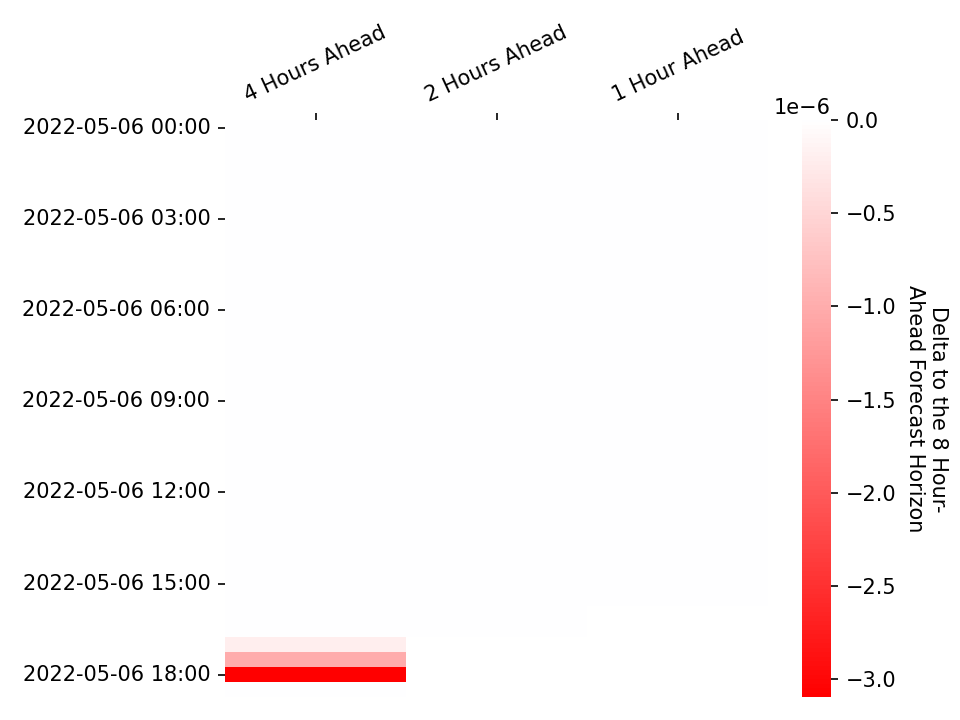 4 Hours Ahead
2 Hours Ahead
1 Hour Ahead
1e−6
2022-05-06 00:00
2022-05-06 03:00
2022-05-06 06:00
2022-05-06 09:00
2022-05-06 12:00
2022-05-06 15:00
2022-05-06 18:00
0.0
−0.5
−1.0
−1.5
−2.0
−2.5
−3.0
Delta to the 8 Hour-
Ahead Forecast Horizon